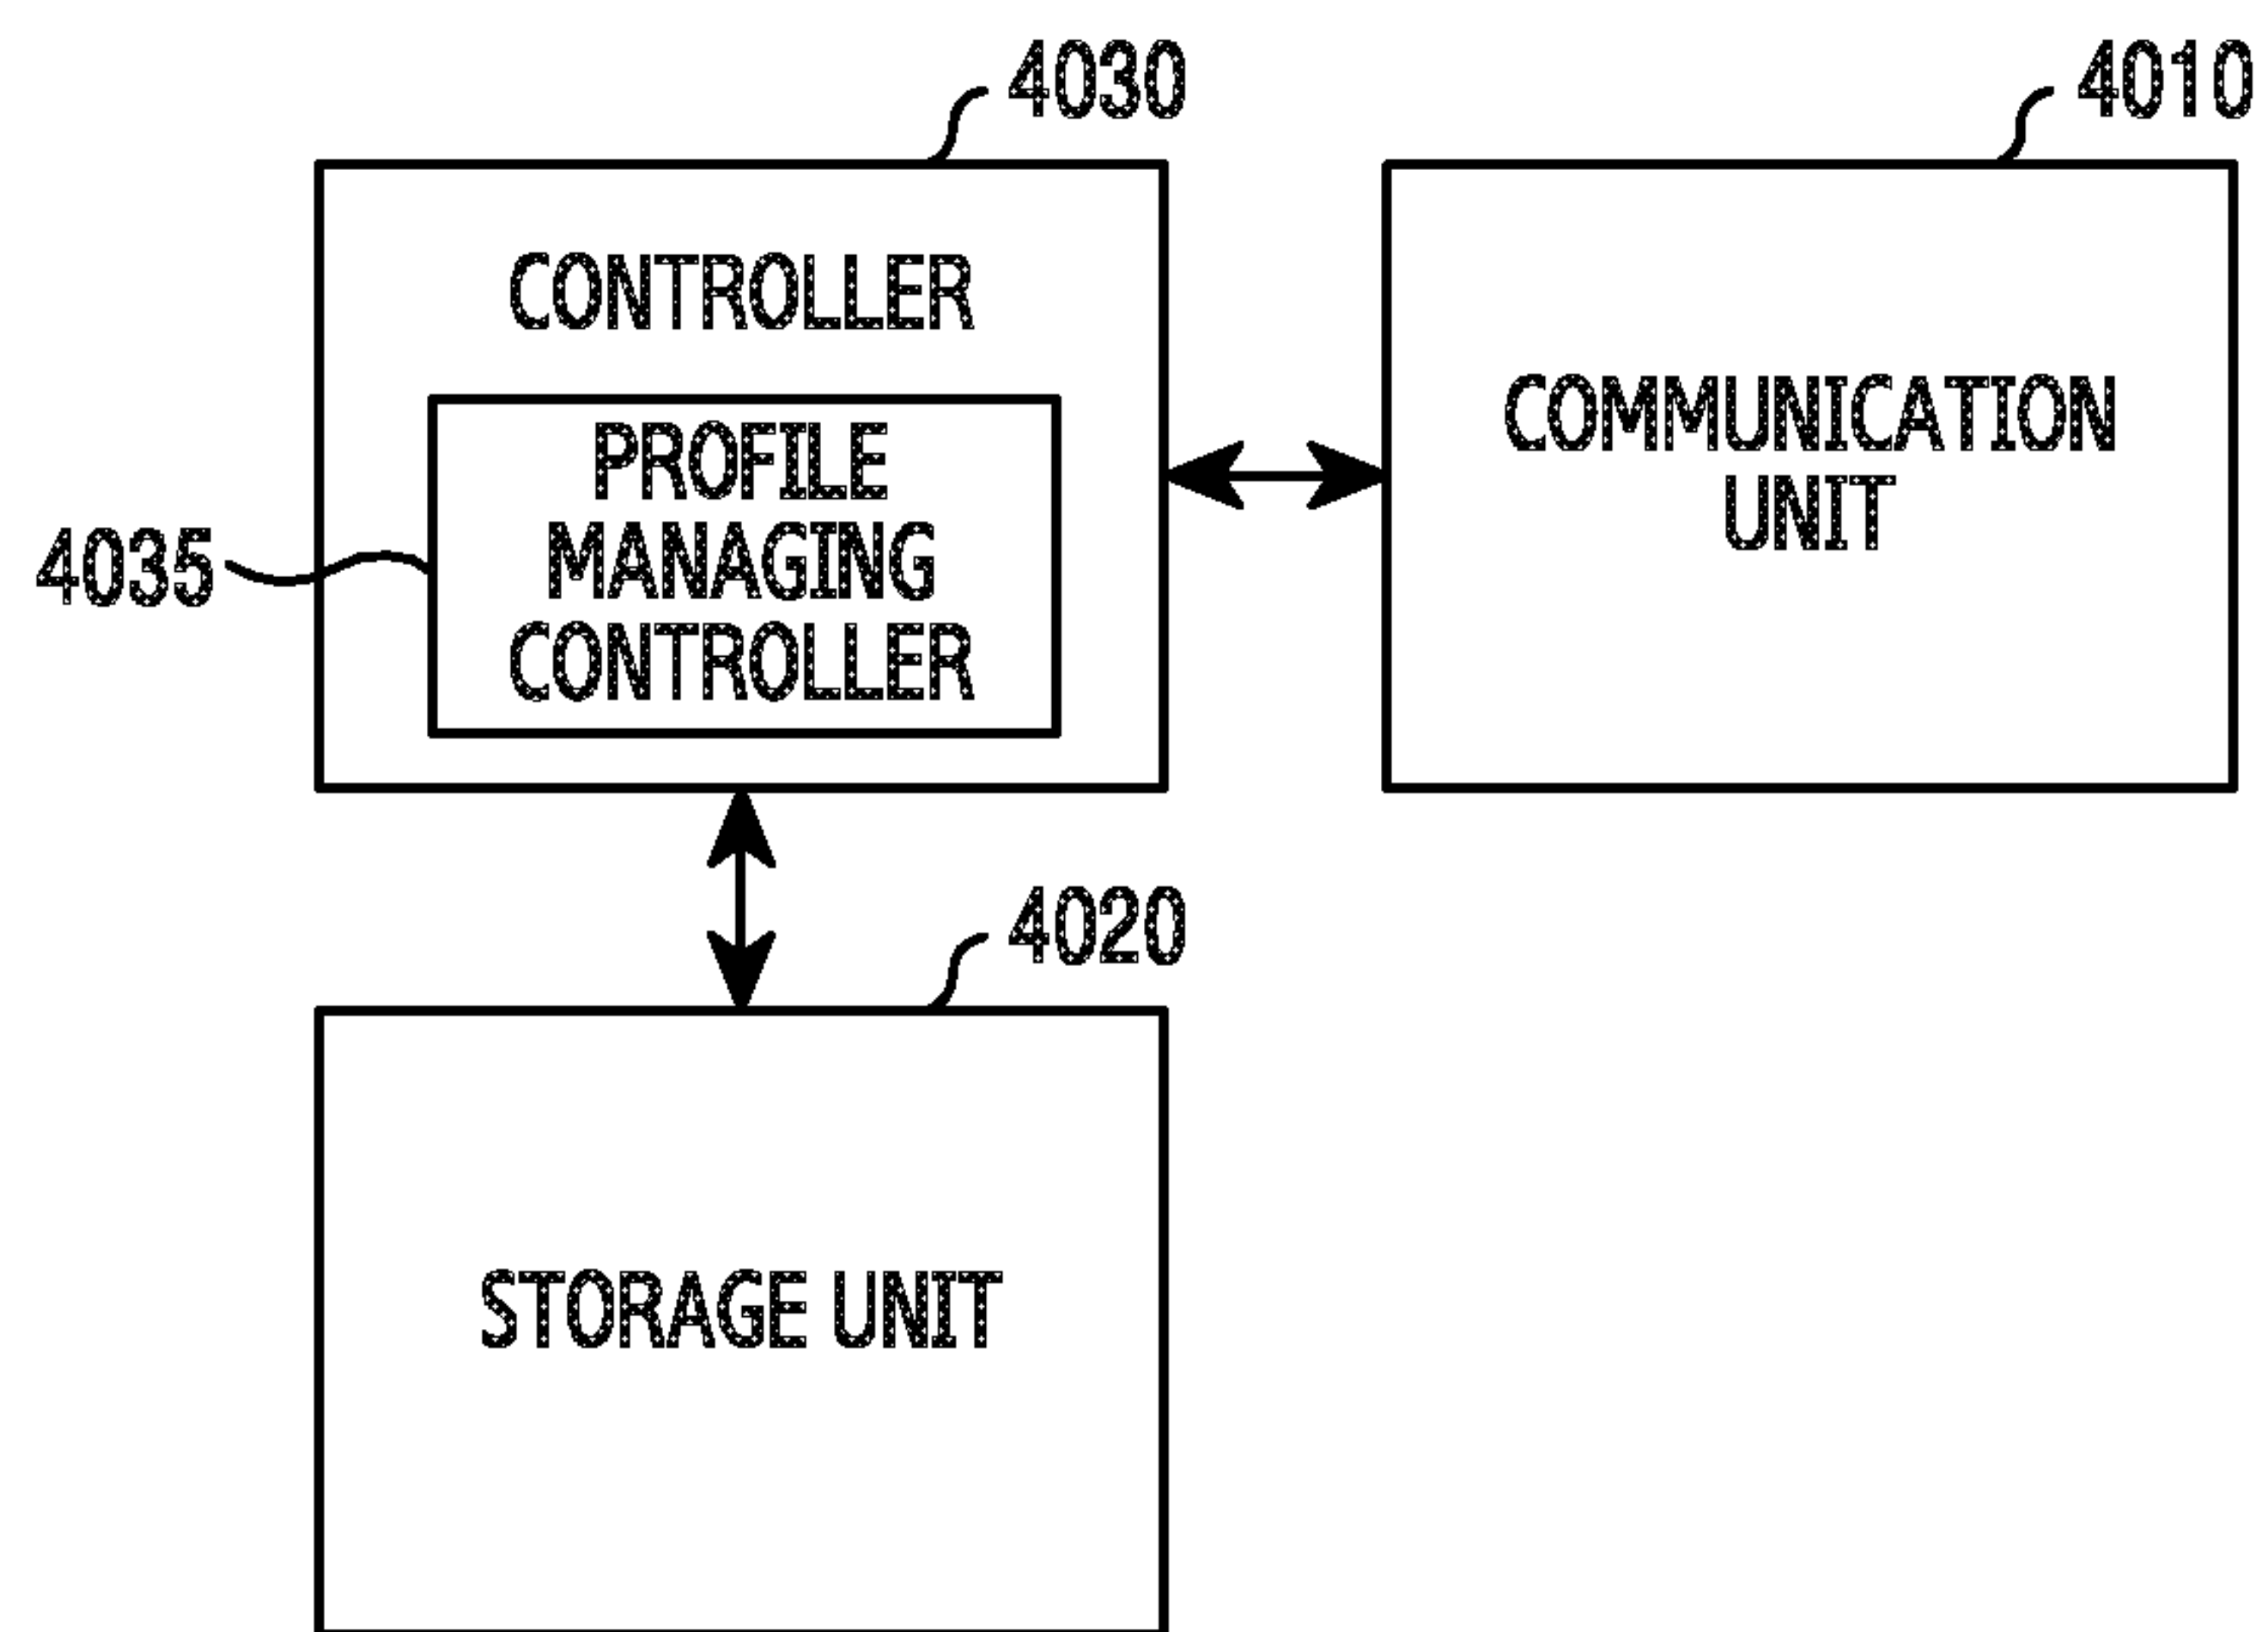 4030
4010
CONTROLLER
COMMUNICATION
UNIT
PROFILE
MANAGING
CONTROLLER
4035
4020
STORAGE UNIT